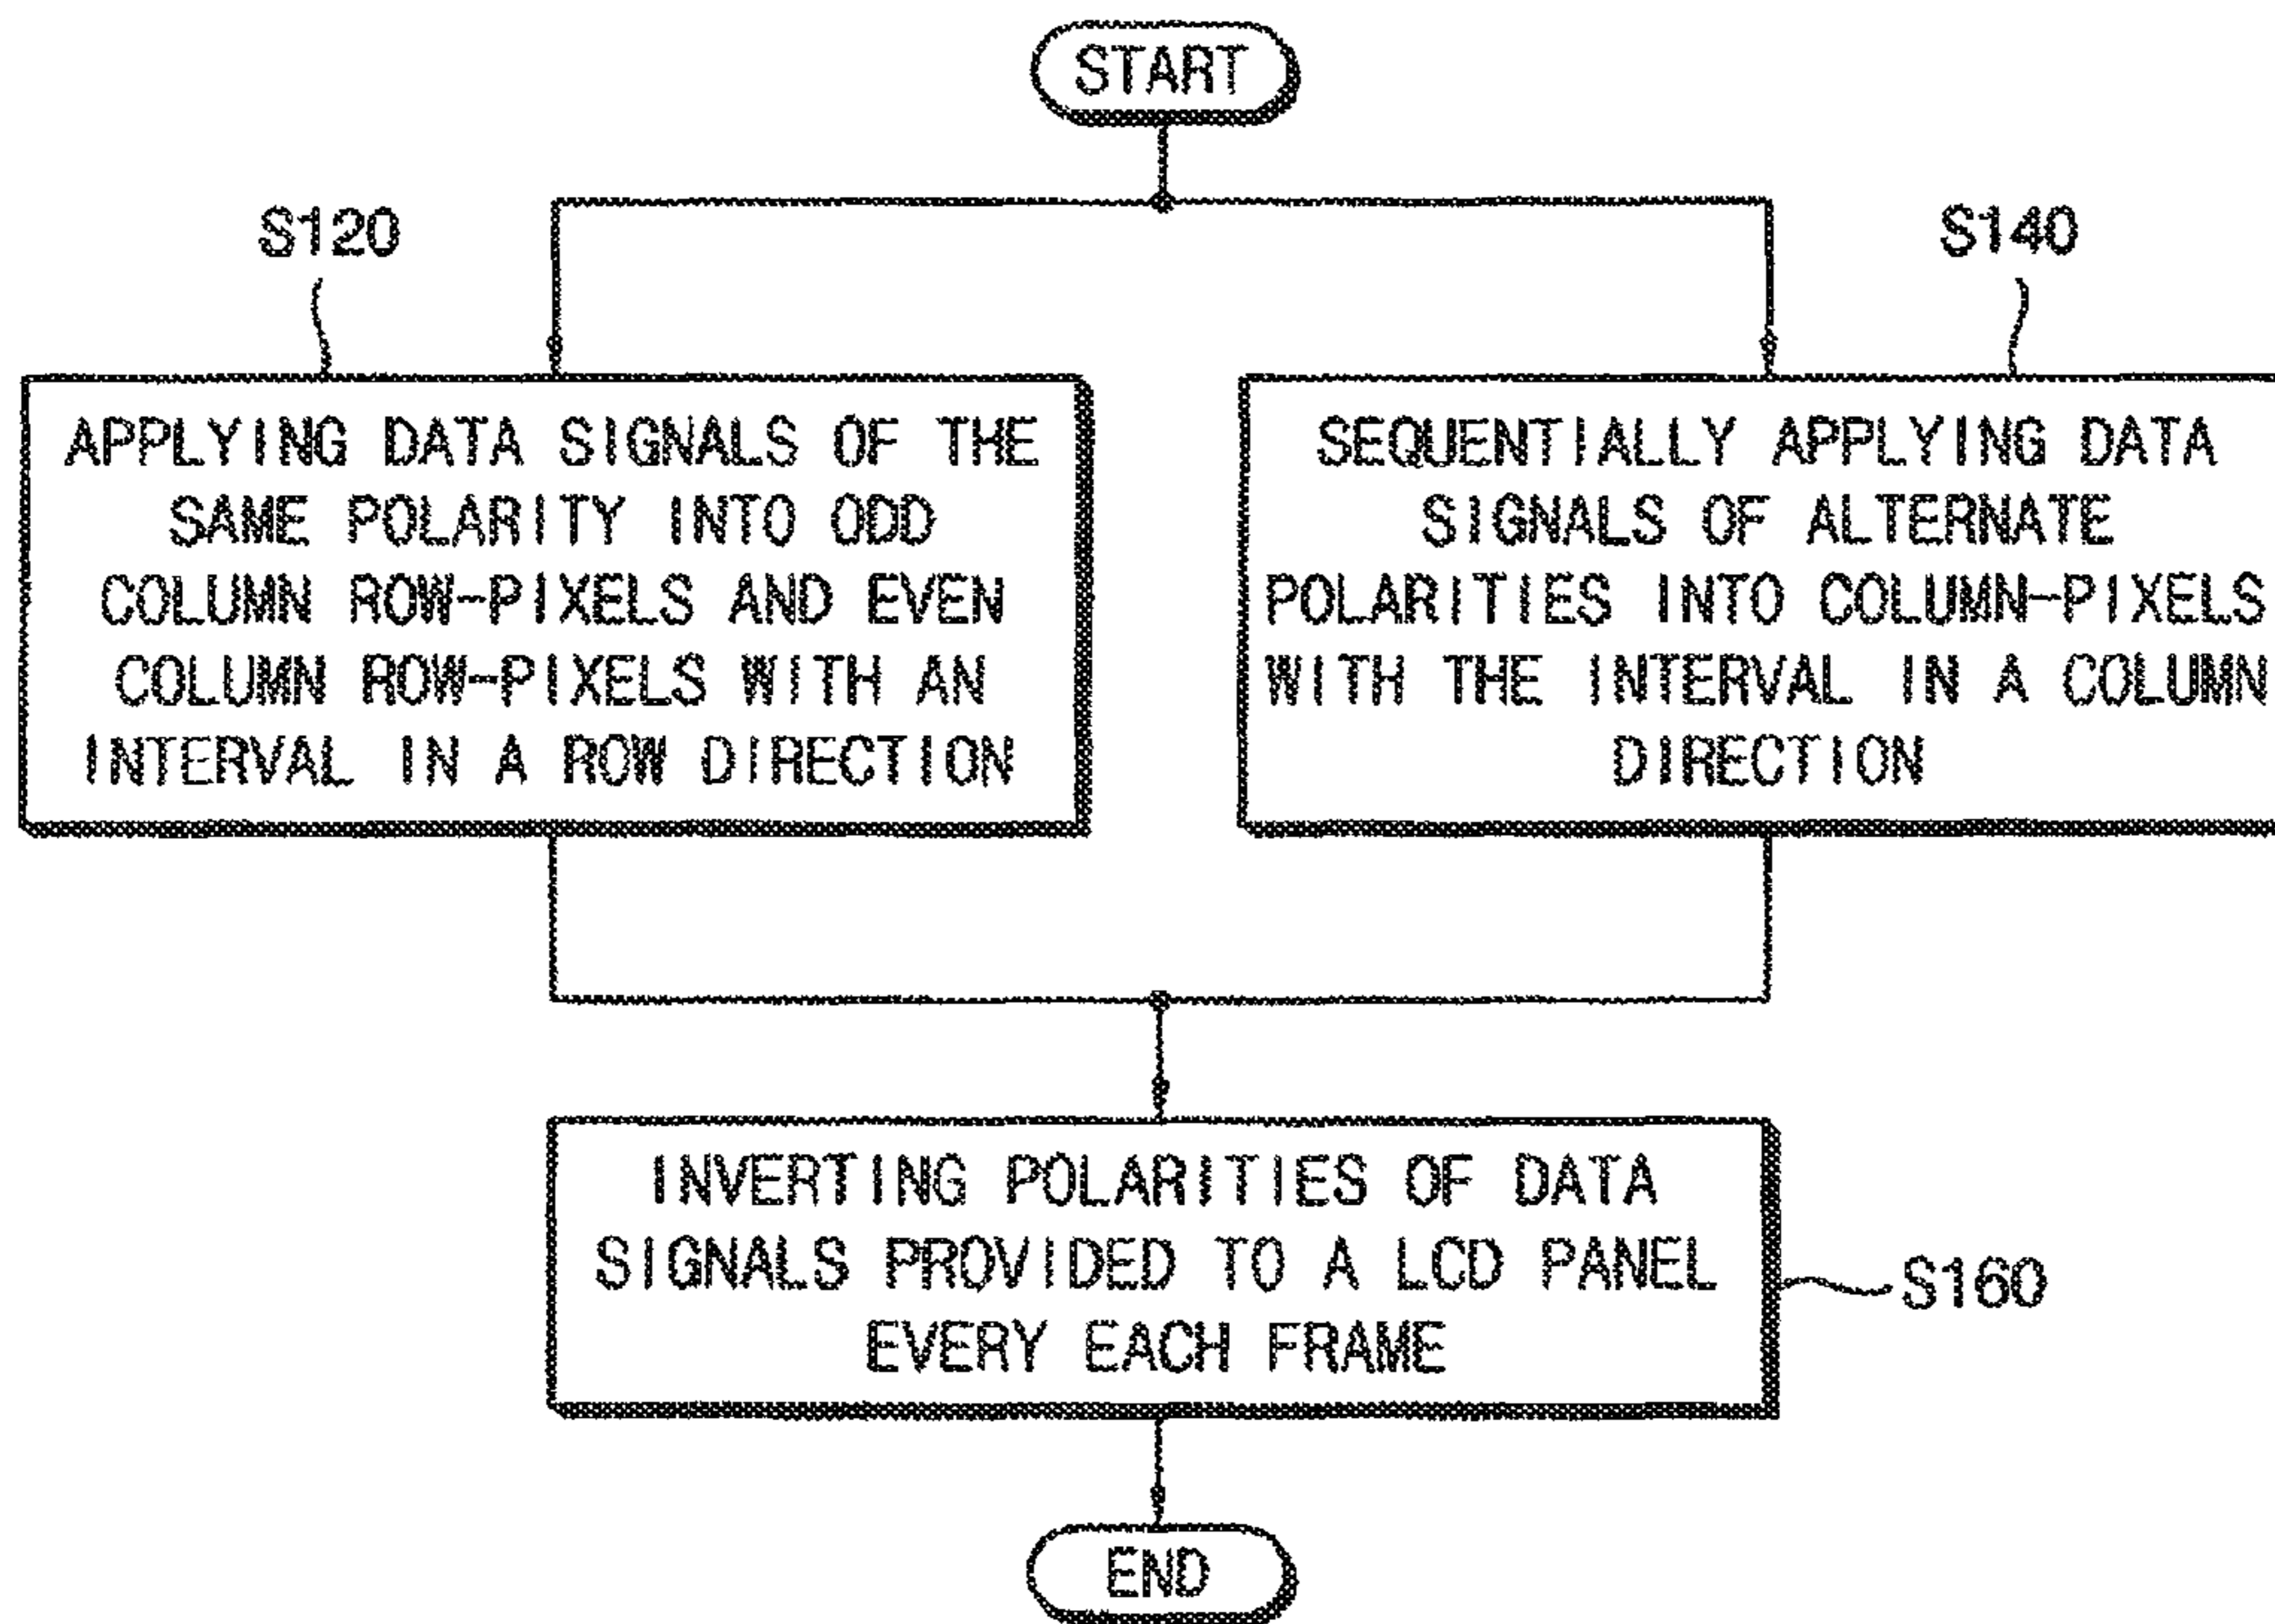 START
S120
S140
APPLYING DATA SIGNALS OF THE
SAME POLARITY INTO ODD
COLUMN ROW-PIXELS AND EVEN
COLUMN ROW-PIXELS WITH AN
INTERVAL IN A ROW DIRECTION
SEQUENTIALLY APPLYING DATA
SIGNALS OF ALTERNATE
POLARITIES INTO COLUMN-PIXELS
WITH THE INTERVAL IN A COLUMN
DIRECTION
INVERTING POLARITIES OF DATA
SIGNALS PROVIDED TO A LCD PANEL
EVERY EACH FRAME
S160
END